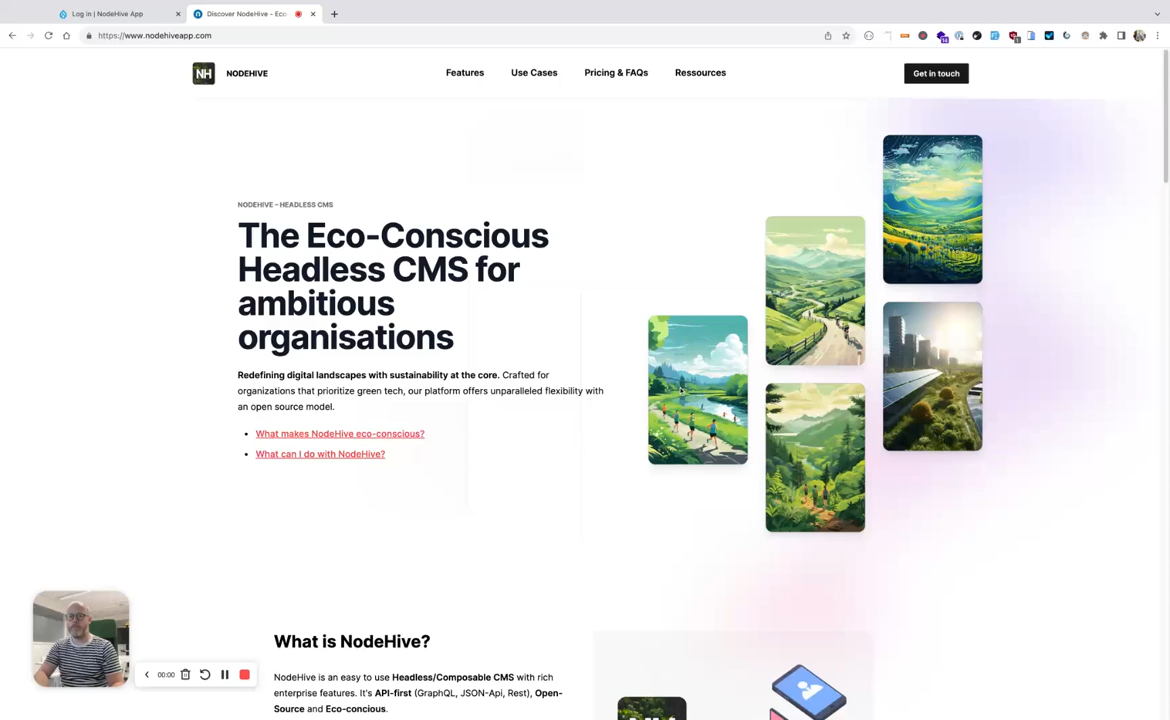 Log in | NodeHive App
Discover NodeHive - Eco
https://www.nodehiveapp.com
NH NODEHIVE
Features
Use Cases
Pricing & FAQs
Ressources
Get in touch
NODEHIVE – HEADLESS CMS
The Eco-Conscious
Headless CMS for
ambitious
organisations
Redefining digital landscapes with sustainability at the core. Crafted for
organizations that prioritize green tech, our platform offers unparalleled flexibility with
an open source model.
What makes NodeHive eco-conscious?
What can I do with NodeHive?
00:00
What is NodeHive?
NodeHive is an easy to use Headless/Composable CMS with rich
enterprise features. It's API-first (GraphQL, JSON-Api, Rest), Open-
Source and Eco-concious.